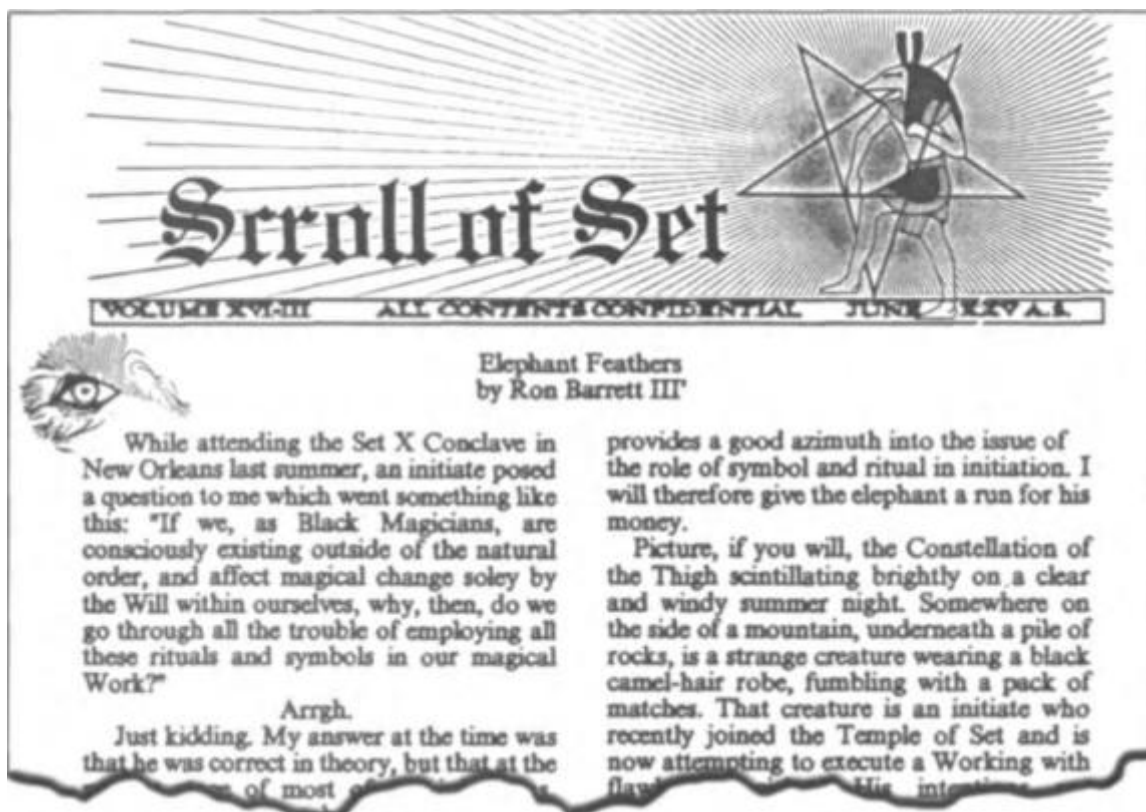 Scroll of Set
VOLUME XVI-III ALL CONTENTS CONFIDENTIAL JUNE XXV A.S.
Elephant Feathers
by Ron Barrett III'
While attending the Set X Conclave in
New Orleans last summer, an initiate posed
a question to me which went something like
this: "If we, as Black Magicians, are
consciously existing outside of the natural
order, and affect magical change soley by
the Will within ourselves, why, then, do we
go through all the trouble of employing all
these rituals and symbols in our magical
Work?"
Arrgh.
Just kidding. My answer at the time was
that he was correct in theory, but that at the
of most of
provides a good azimuth into the issue of
the role of symbol and ritual in initiation. I
will therefore give the elephant a run for his
money.
Picture, if you will, the Constellation of
the Thigh scintillating brightly on a clear
and windy summer night. Somewhere on
the side of a mountain, underneath a pile of
rocks, is a strange creature wearing a black
camel-hair robe, fumbling with a pack of
matches. That creature is an initiate who
recently joined the Temple of Set and is
now attempting to execute a Working with
His